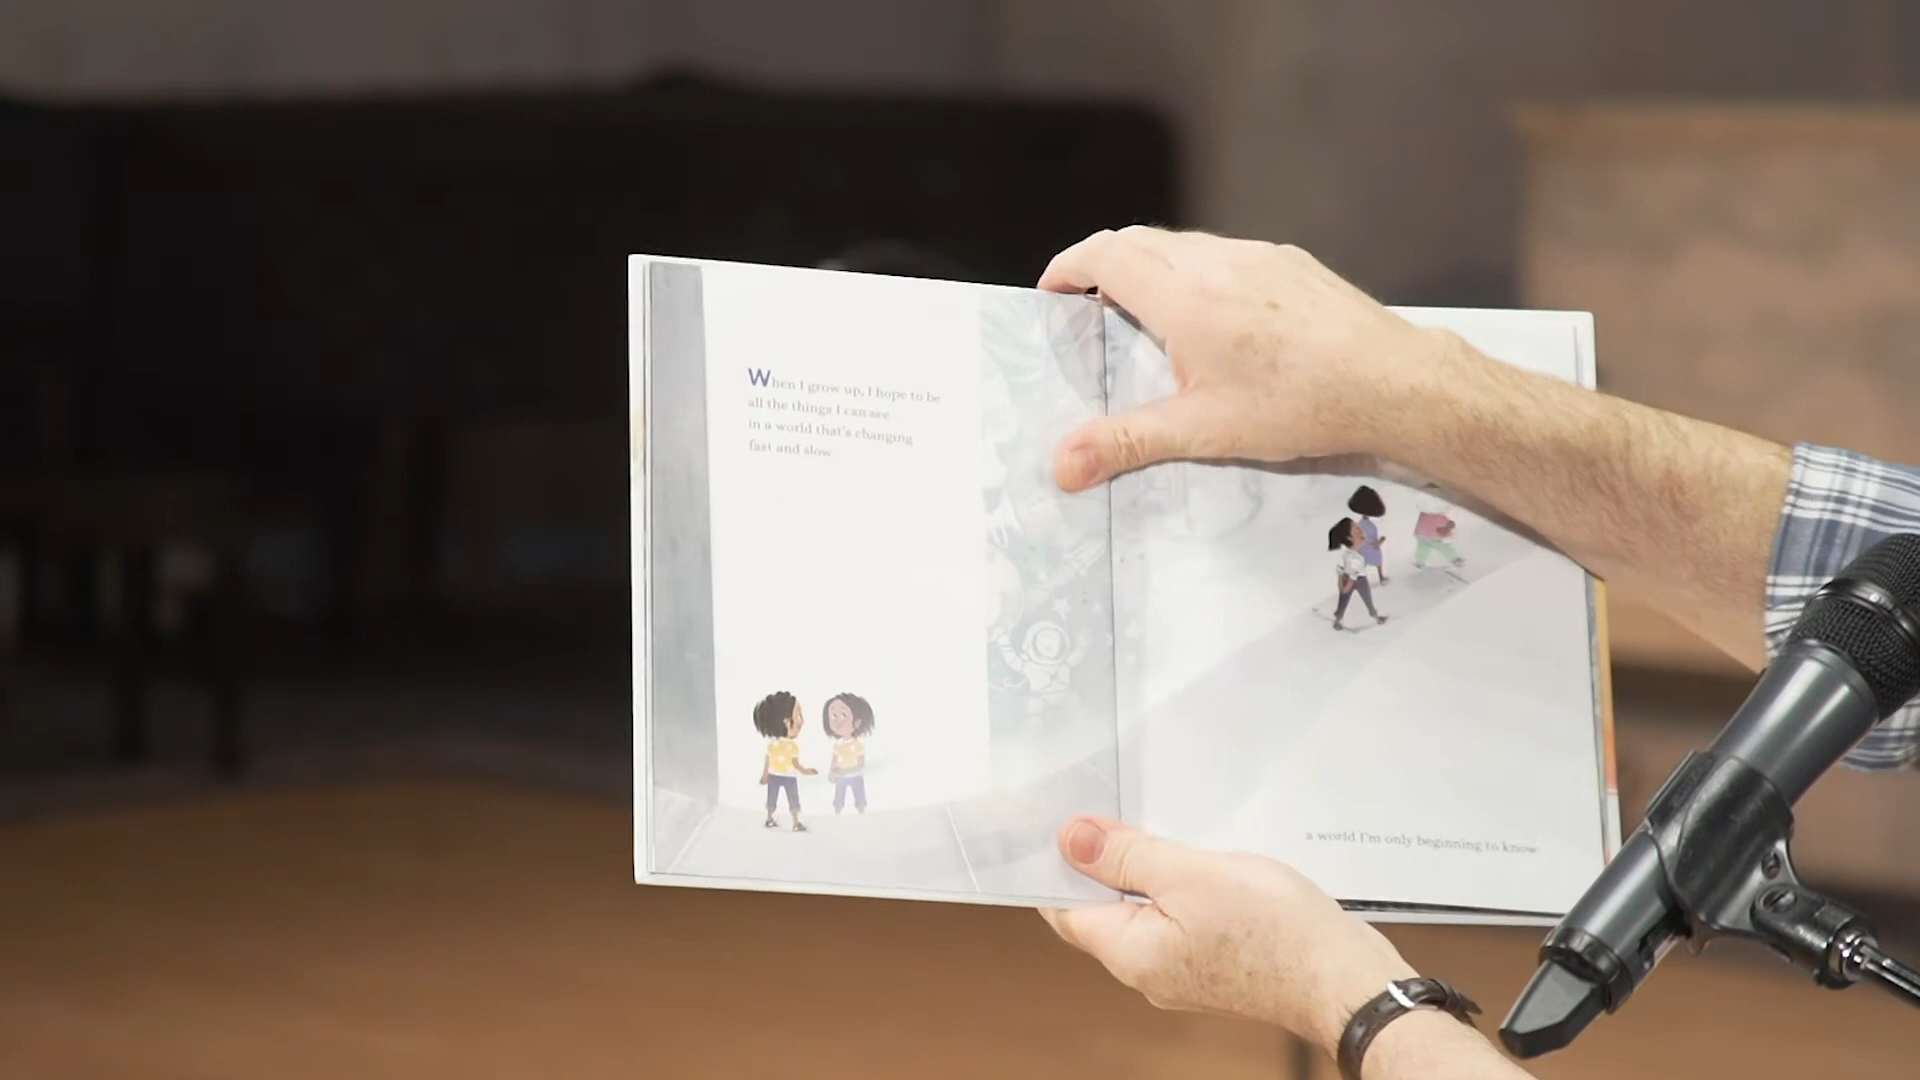 When I grow up, I hope to be
all the things I can see
in a world that's changing
fast and slow
a world I'm only beginning to know